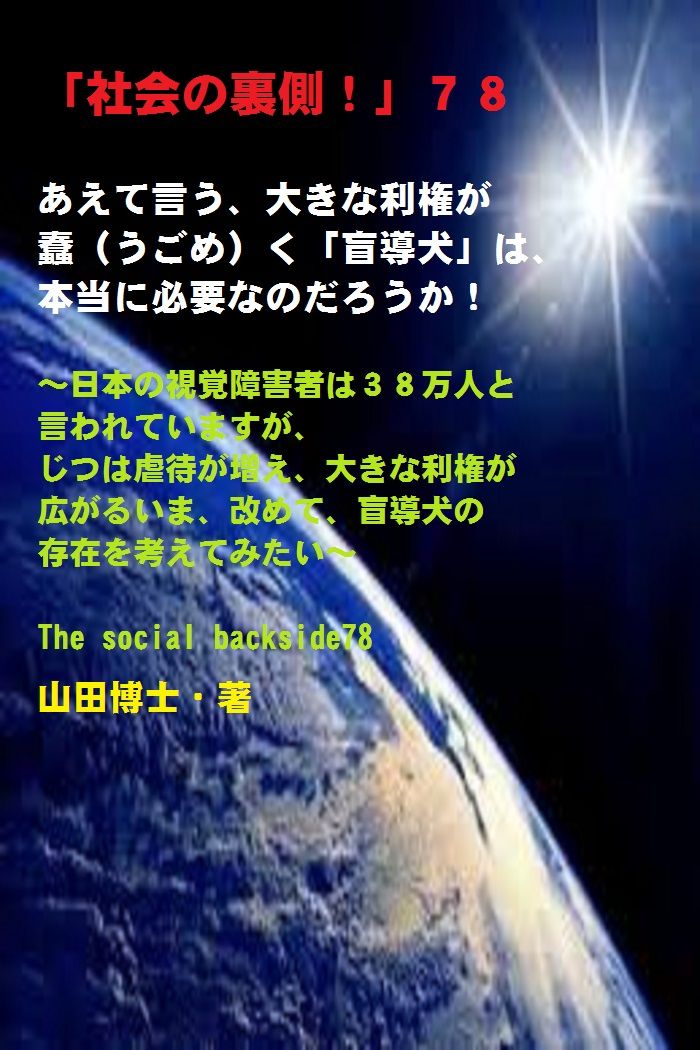 「社会の裏側！」７８
あえて言う、大きな利権が
蠢（うごめ）く「盲導犬」は、
本当に必要なのだろうか！
～日本の視覚障害者は３８万人と
言われていますが、
じつは虐待が増え、大きな利権が
広がるいま、改めて、盲導犬の
存在を考えてみたい～
The social backside78
山田博士・著